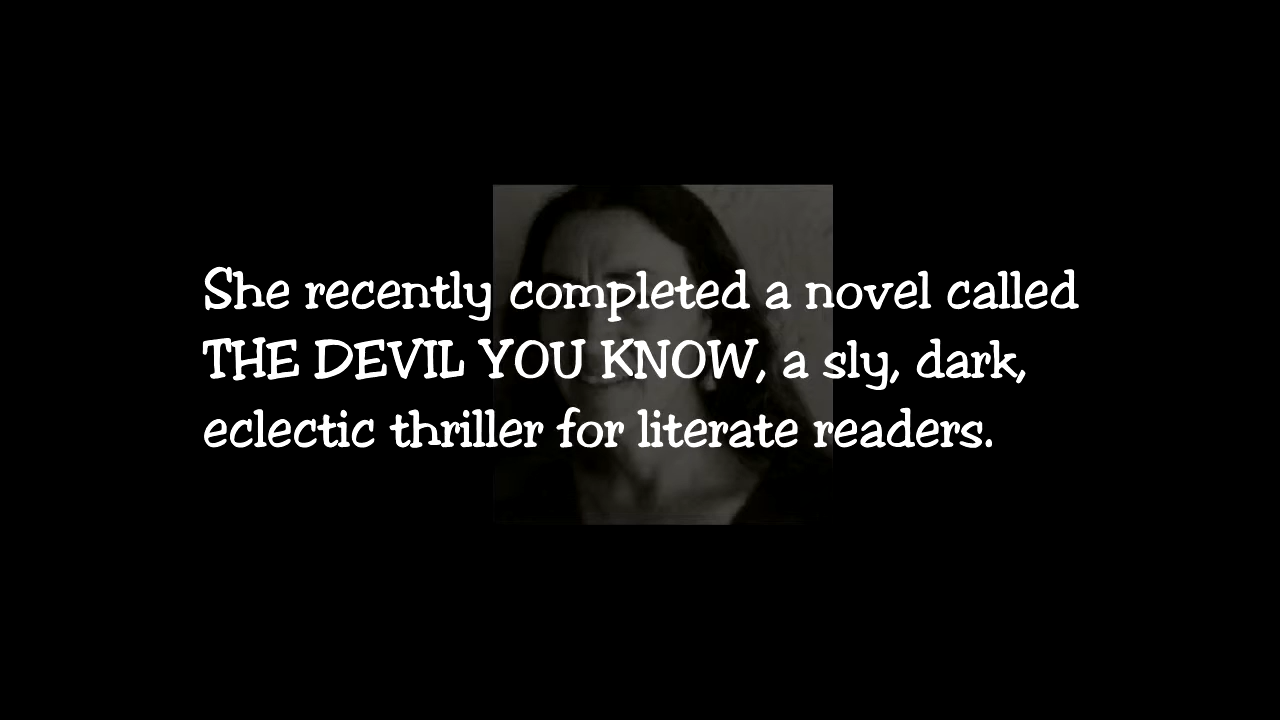 She recently completed a novel called
THE DEVIL YOU KNOW, a sly, dark,
eclectic thriller for literate readers.